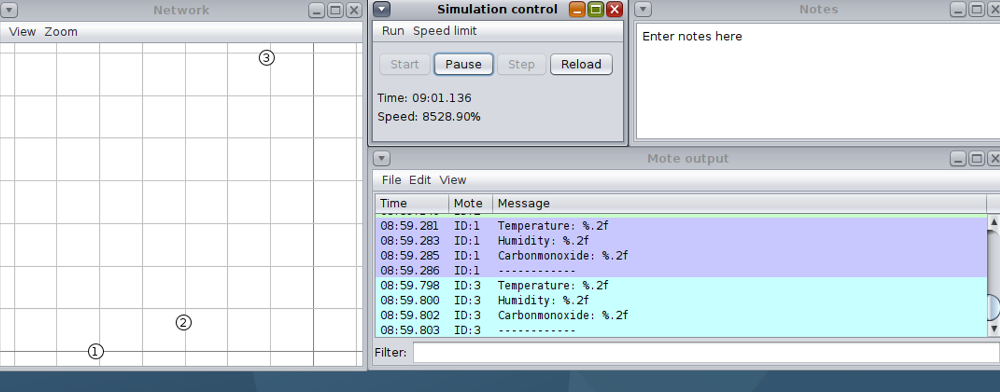 Network
View Zoom
3
2
1
Simulation control
Run Speed limit
Start Pause Step Reload
Time: 09:01.136
Speed: 8528.90%
Notes
Enter notes here
Mote output
File Edit View
Time Mote Message
08:59.281 ID:1 Temperature: %.2f
08:59.283 ID:1 Humidity: %.2f
08:59.285 ID:1 Carbonmonoxide: %.2f
08:59.286 ID:1 ------------
08:59.798 ID:3 Temperature: %.2f
08:59.800 ID:3 Humidity: %.2f
08:59.802 ID:3 Carbonmonoxide: %.2f
08:59.803 ID:3 ------------
Filter: